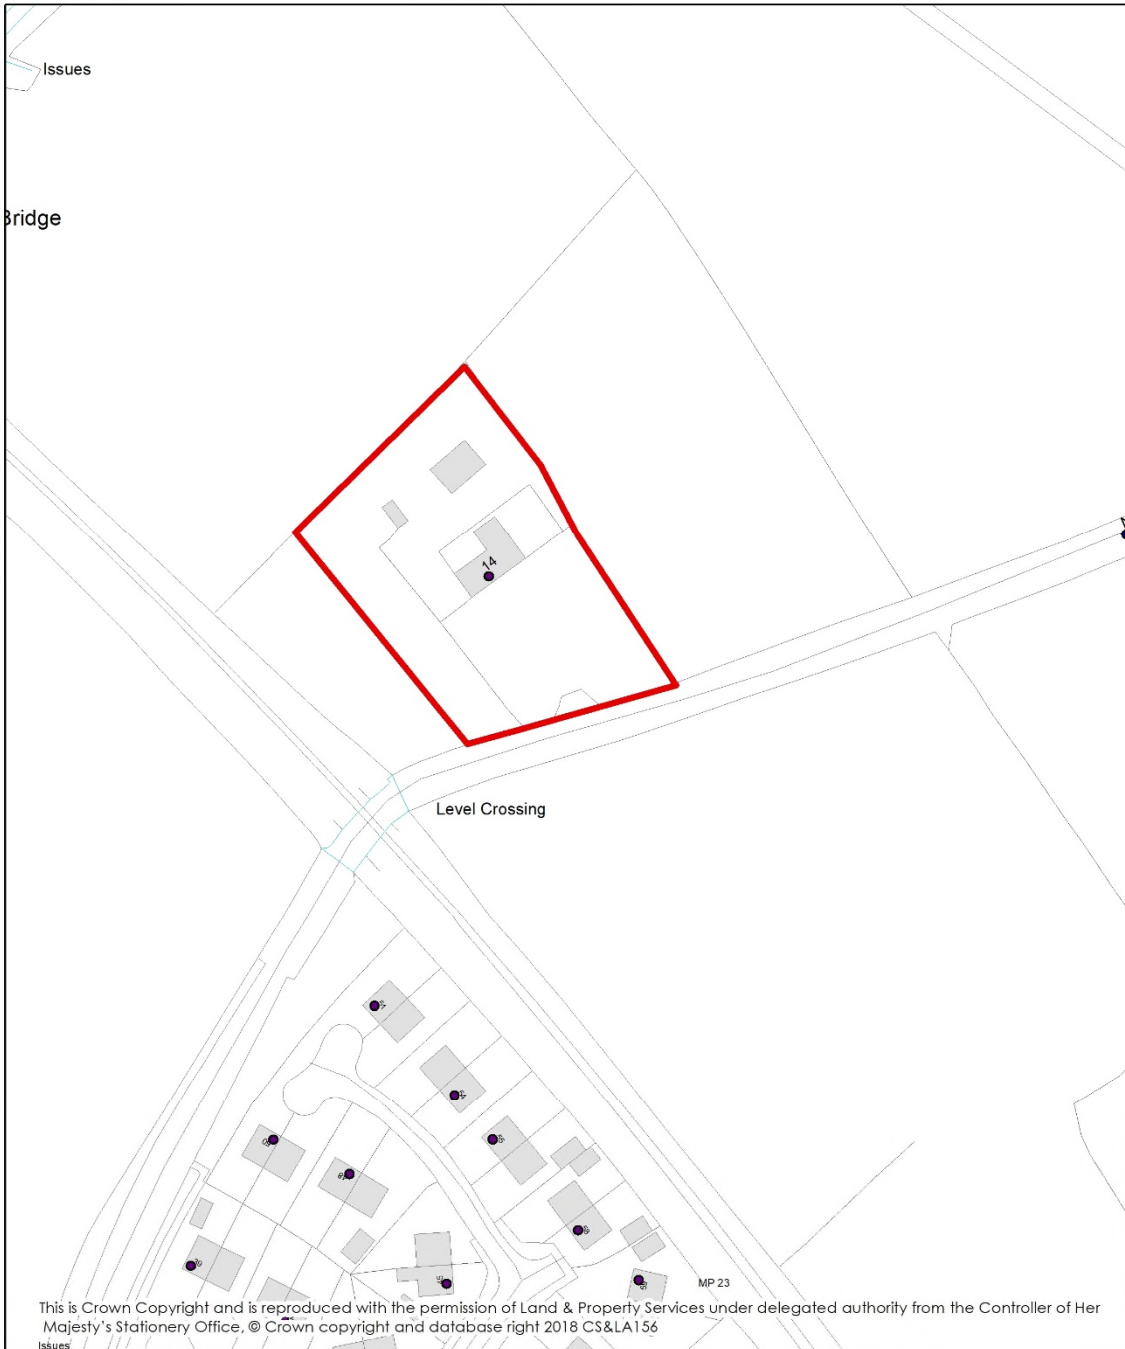 Issues
Bridge
14
Level Crossing
MP 23
This is Crown Copyright and is reproduced with the permission of Land & Property Services under delegated authority from the Controller of Her
Majesty's Stationery Office, © Crown copyright and database right 2018 CS&LA156
Issues